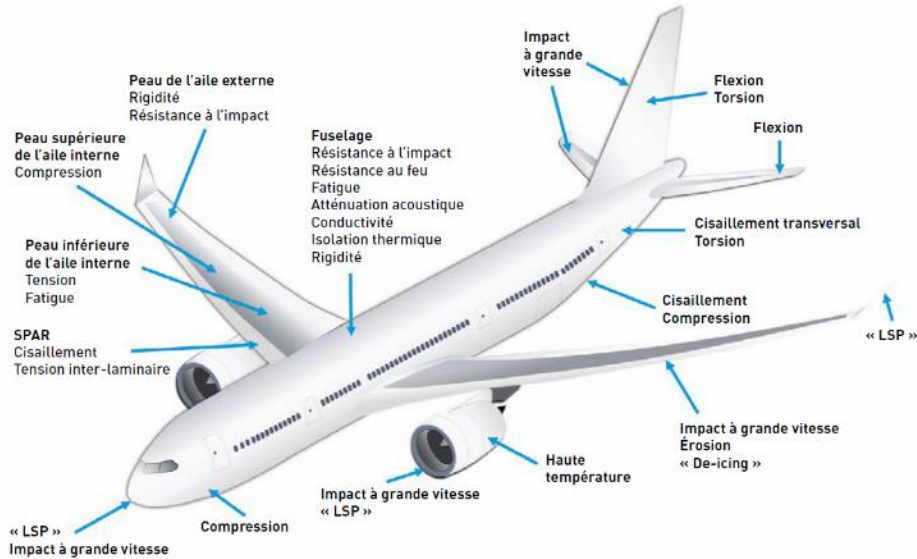 Impact
à grande
vitesse
Flexion
Torsion
Flexion
Peau de l'aile externe
Rigidité
Résistance à l'impact
Peau supérieure
de l'aile interne
Compression
Fuselage
Résistance à l'impact
Résistance au feu
Fatigue
Atténuation acoustique
Conductivité
Isolation thermique
Rigidité
Peau inférieure
de l'aile interne
Tension
Fatigue
Cisaillement transversal
Torsion
SPAR
Cisaillement
Tension inter-laminaire
Cisaillement
Compression
« LSP »
Impact à grande vitesse
Érosion
« De-icing »
Haute
température
Impact à grande vitesse
« LSP »
Compression
« LSP »
Impact à grande vitesse